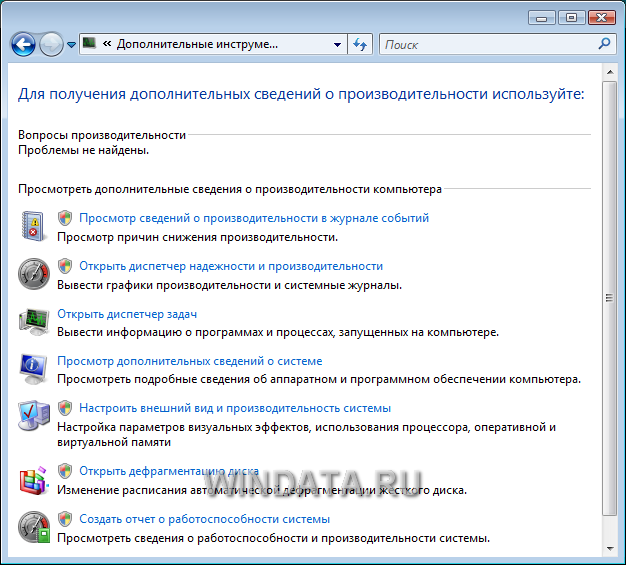 « Дополнительные инструме...
Поиск
Для получения дополнительных сведений о производительности используйте:
Вопросы производительности
Проблемы не найдены.
Просмотреть дополнительные сведения о производительности компьютера
Просмотр сведений о производительности в журнале событий
Просмотр причин снижения производительности.
Открыть диспетчер надежности и производительности
Вывести графики производительности и системные журналы.
Открыть диспетчер задач
Вывести информацию о программах и процессах, запущенных на компьютере.
Просмотр дополнительных сведений о системе
Просмотреть подробные сведения об аппаратном и программном обеспечении компьютера.
Настроить внешний вид и производительность системы
Настройка параметров визуальных эффектов, использования процессора, оперативной и
виртуальной памяти
Открыть дефрагментацию диска
Изменение расписания автоматической дефрагментации жесткого диска.
WINDATA.RU
Создать отчет о работоспособности системы
Просмотреть сведения о работоспособности и производительности системы.